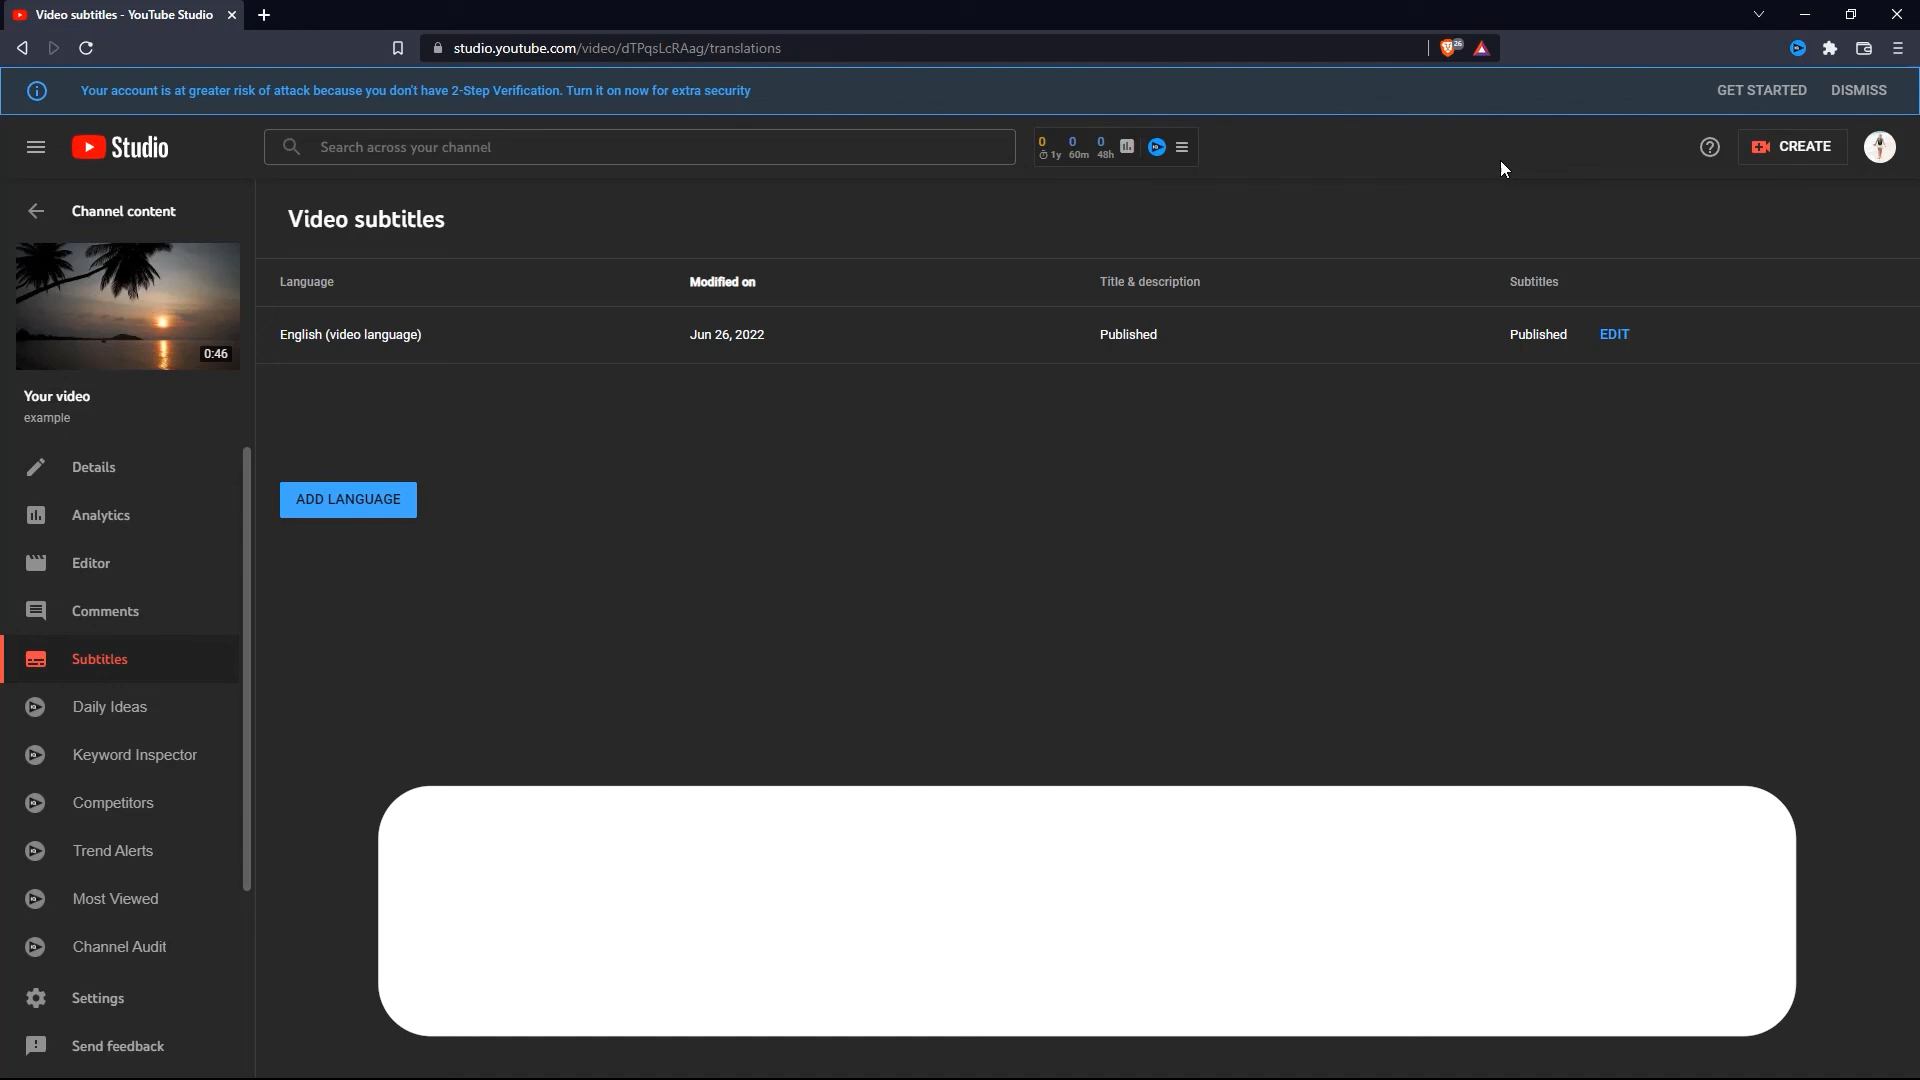 Video subtitles - YouTube Studio
studio.youtube.com/video/dTPqsLcRAag/translations
26
Your account is at greater risk of attack because you don't have 2-Step Verification. Turn it on now for extra security
GET STARTED
DISMISS
Studio
Search across your channel
0 0 0
1y 60m 48h
CREATE
Channel content
Video subtitles
Language
Modified on
Title & description
Subtitles
English (video language)
Jun 26, 2022
Published
Published
EDIT
0:46
Your video
example
ADD LANGUAGE
Details
Analytics
Editor
Comments
Subtitles
Daily Ideas
Keyword Inspector
Competitors
Trend Alerts
Most Viewed
Channel Audit
Settings
Send feedback